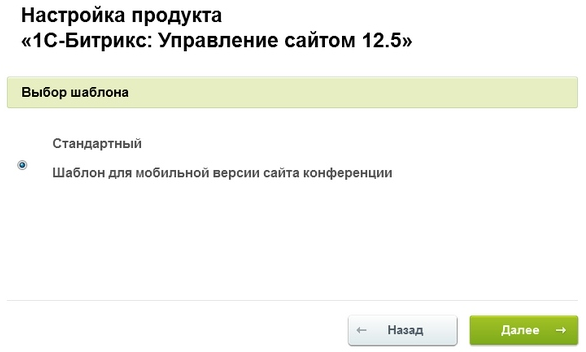 Настройка продукта
«1С-Битрикс: Управление сайтом 12.5»
Выбор шаблона
Стандартный
Шаблон для мобильной версии сайта конференции
← Назад
Далее →